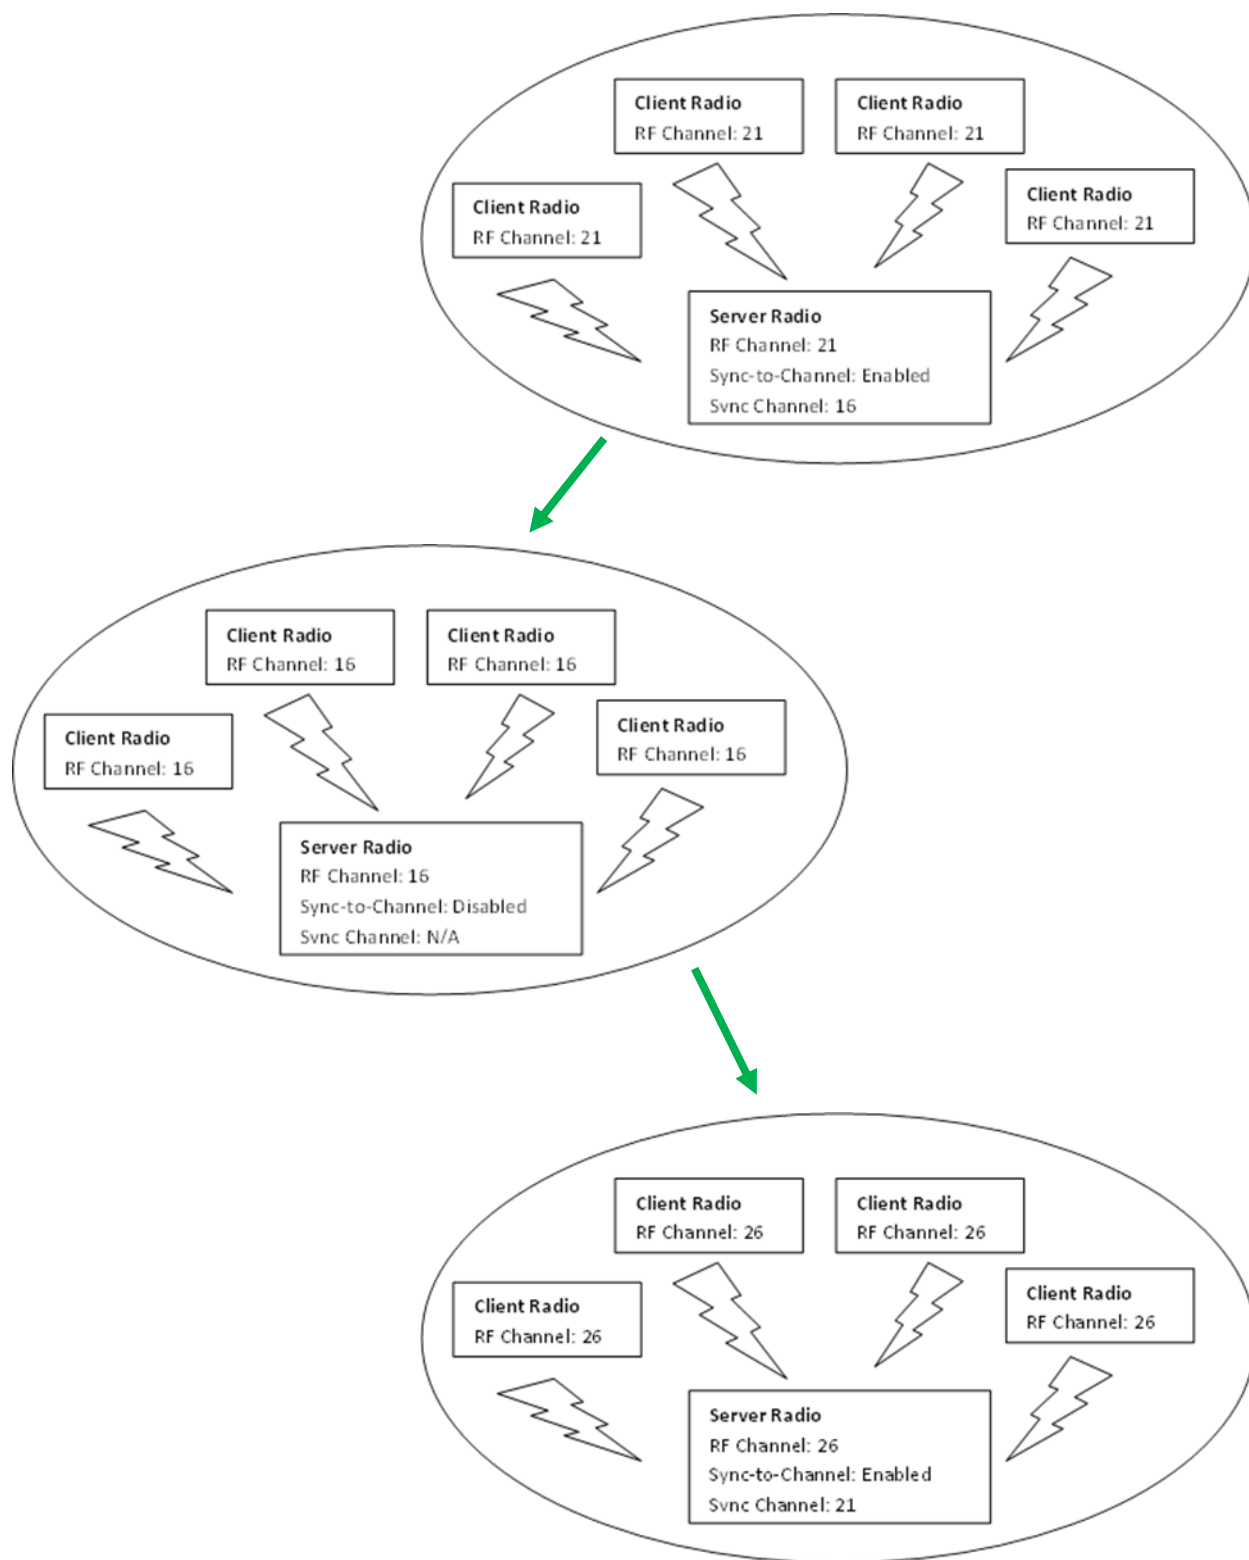 Client Radio
RF Channel: 21
Client Radio
RF Channel: 21
Client Radio
RF Channel: 21
Client Radio
RF Channel: 21
Server Radio
RF Channel: 21
Sync-to-Channel: Enabled
Sync Channel: 16
Client Radio
RF Channel: 16
Client Radio
RF Channel: 16
Client Radio
RF Channel: 16
Client Radio
RF Channel: 16
Server Radio
RF Channel: 16
Sync-to-Channel: Disabled
Sync Channel: N/A
Client Radio
RF Channel: 26
Client Radio
RF Channel: 26
Client Radio
RF Channel: 26
Client Radio
RF Channel: 26
Server Radio
RF Channel: 26
Sync-to-Channel: Enabled
Sync Channel: 21